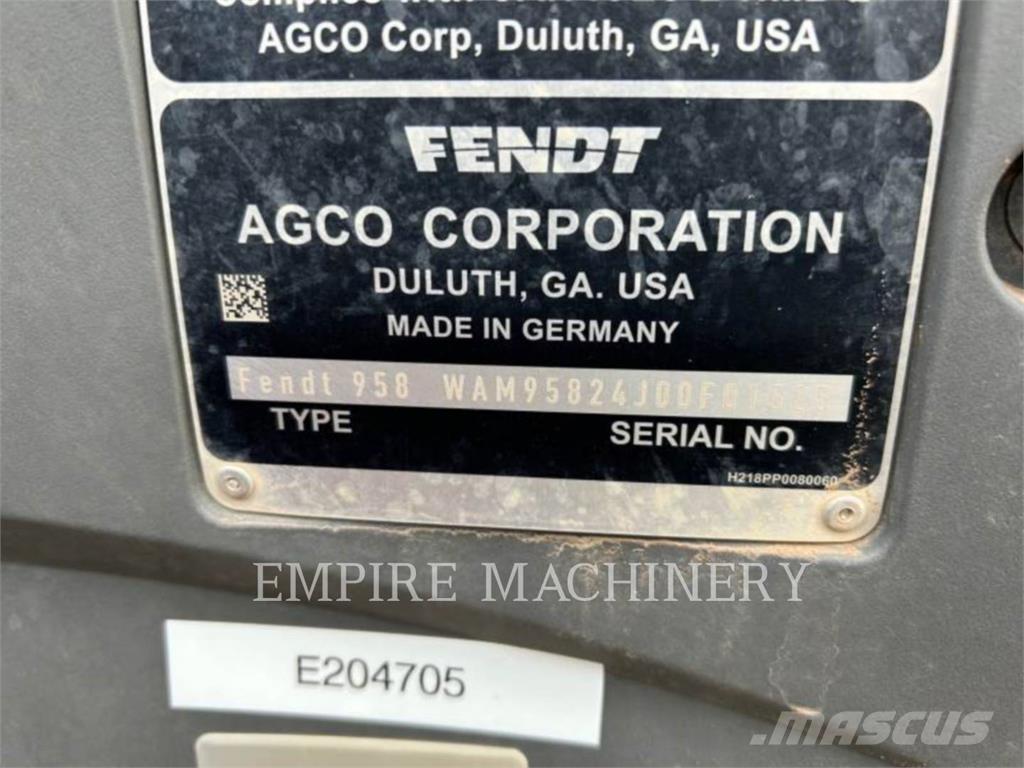 AGCO Corp, Duluth, GA, USA
FENDT
AGCO CORPORATION
DULUTH, GA. USA
MADE IN GERMANY
Fendt 958
TYPE
SERIAL NO.
H218PP0080060
EMPIRE MACHINERY
E204705
MASCUS